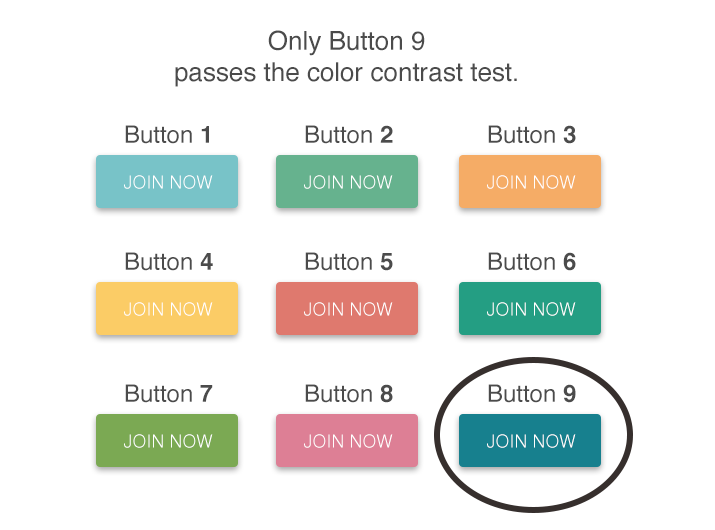 Only Button 9
passes the color contrast test.
Button 1
Button 2
Button 3
JOIN NOW
JOIN NOW
JOIN NOW
Button 4
Button 5
Button 6
JOIN NOW
JOIN NOW
JOIN NOW
Button 7
Button 8
Button 9
JOIN NOW
JOIN NOW
JOIN NOW